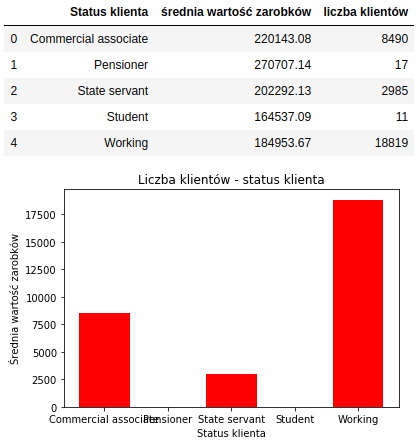 Status klienta średnia wartość zarobków liczba klientów
0 Commercial associate 220143.08 8490
1 Pensioner 270707.14 17
2 State servant 202292.13 2985
3 Student 164537.09 11
4 Working 184953.67 18819
Liczba klientów - status klienta
17500
15000
12500
10000
7500
5000
2500
0
Średnia wartość zarobków
Commercial associate Pensioner State servant Student Working
Status klienta